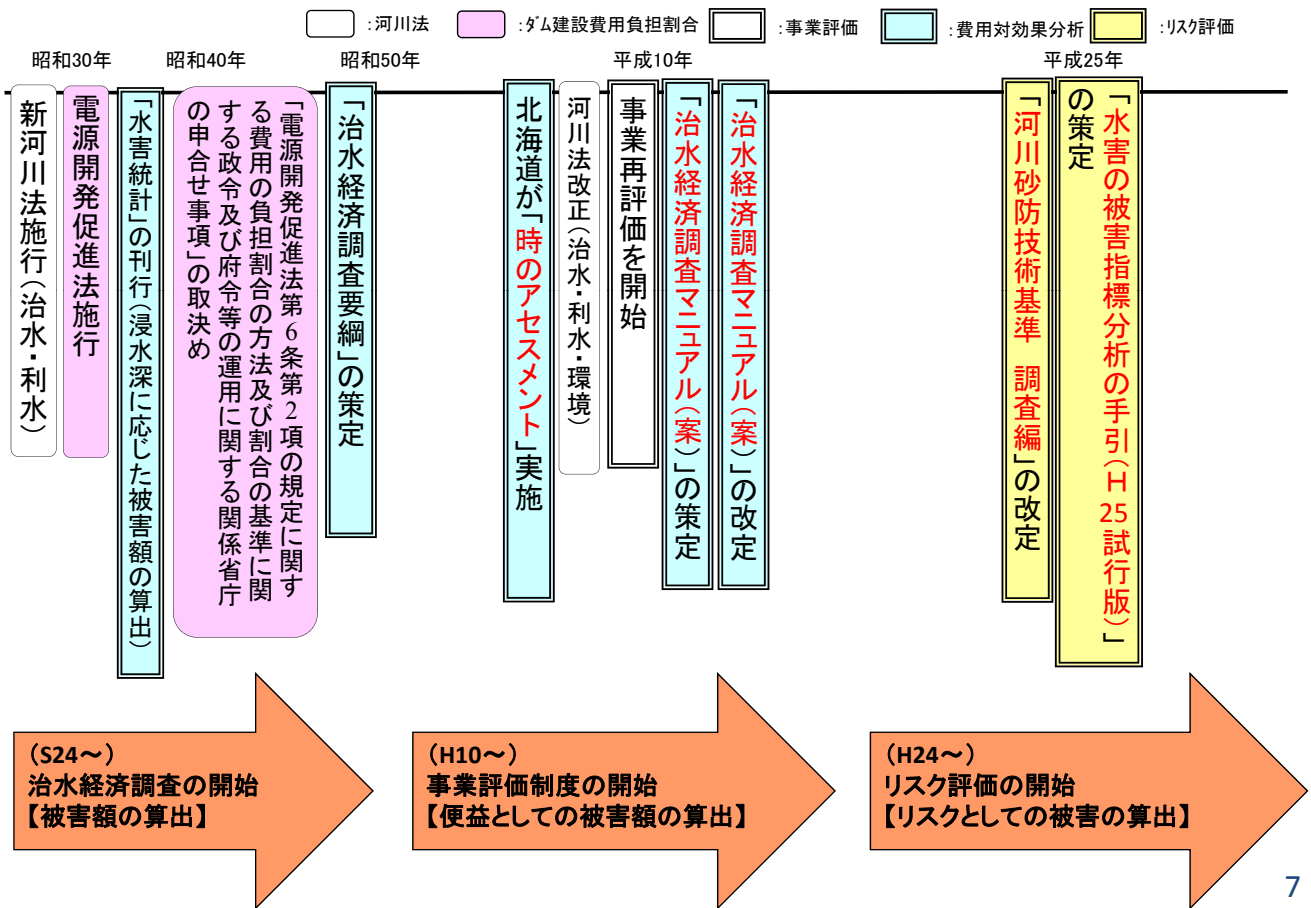 :河川法
:ダム建設費用負担割合
:事業評価
:費用対効果分析
:リスク評価
昭和30年
昭和40年
昭和50年
平成10年
平成25年
新河川法施行(治水・利水)
電源開発促進法施行
「水害統計」の刊行(浸水深に応じた被害額の算出)
「電源開発促進法第6条第2項の規定に関す
る費用の負担割合の方法及び割合の基準に関
する政令及び府令等の運用に関する関係省庁
の申合せ事項」の取決め
「治水経済調査要綱」の策定
北海道が「時のアセスメント」実施
河川法改正(治水・利水・環境)
事業再評価を開始
「治水経済調査マニュアル(案)」の策定
「治水経済調査マニュアル(案)」の改定
「河川砂防技術基準 調査編」の改定
「水害の被害指標分析の手引(H25試行版)」
の策定
(S24~)
治水経済調査の開始
【被害額の算出】
(H10~)
事業評価制度の開始
【便益としての被害額の算出】
(H24~)
リスク評価の開始
【リスクとしての被害の算出】
7